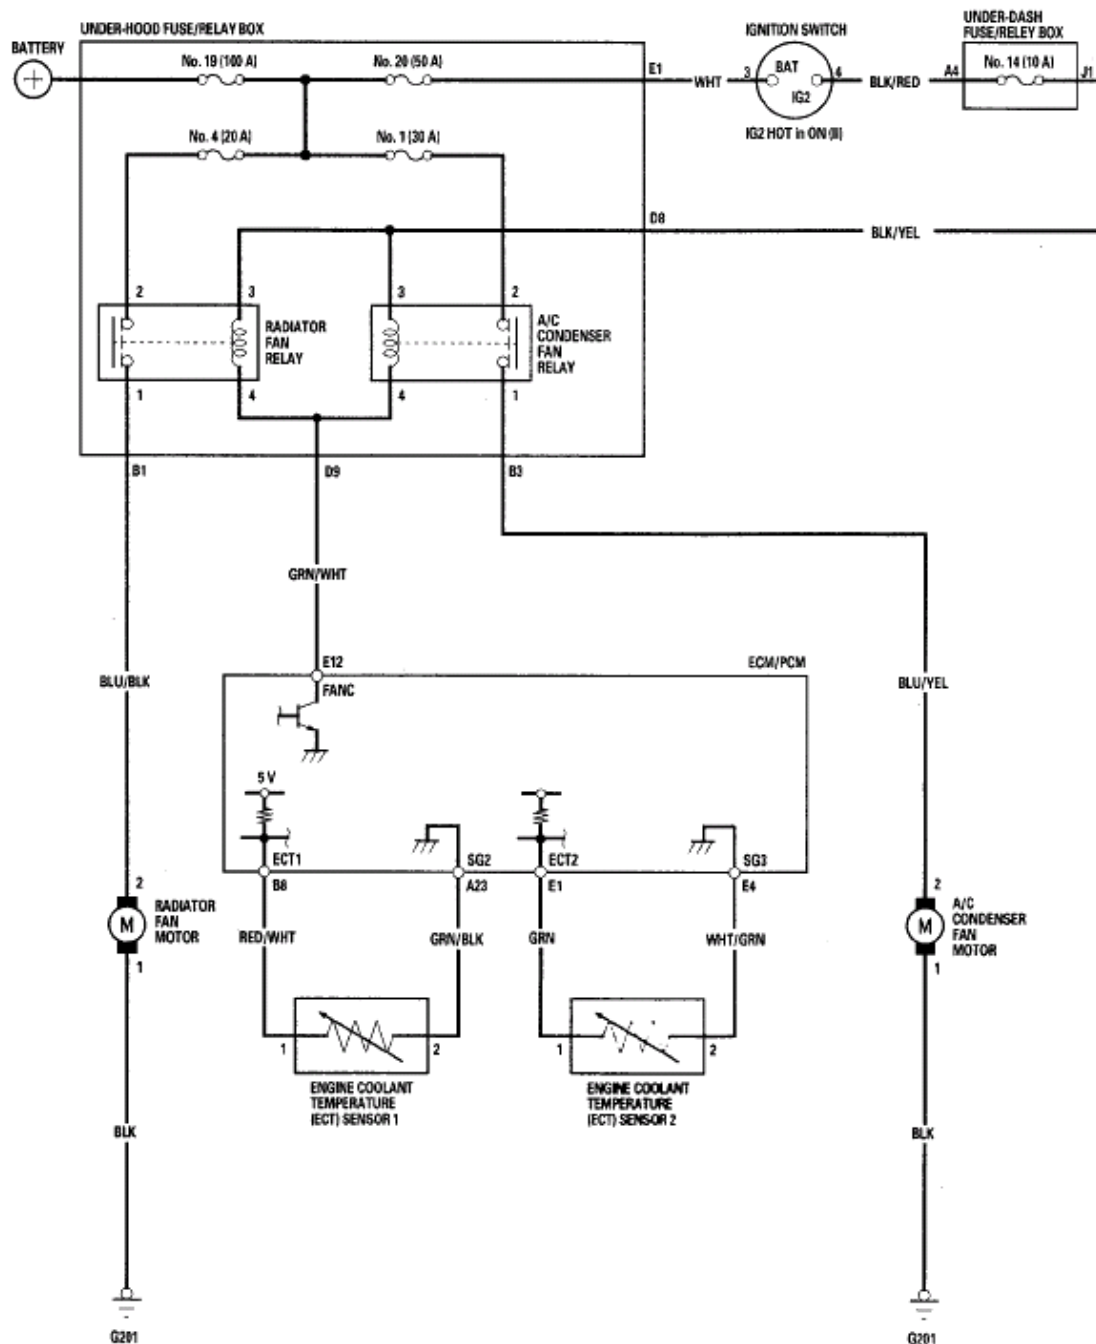 UNDER-HOOD FUSE/RELAY BOX
BATTERY
No. 19 (100 A)
No. 20 (50 A)
E1
WHT
IGNITION SWITCH
3
BAT
IG2
4
IG2 HOT in ON (II)
BLK/RED
UNDER-DASH
FUSE/RELEY BOX
A4
No. 14 (10 A)
J1
No. 4 (20 A)
No. 1 (30 A)
D8
BLK/YEL
2
3
3
2
RADIATOR
FAN
RELAY
A/C
CONDENSER
FAN
RELAY
1
4
4
1
B1
D9
B3
GRN/WHT
E12
FANC
ECM/PCM
BLU/BLK
BLU/YEL
5 V
ECT1
SG2
ECT2
SG3
B8
A23
E1
E4
2
M
1
RADIATOR
FAN
MOTOR
RED/WHT
GRN/BLK
GRN
WHT/GRN
2
M
1
A/C
CONDENSER
FAN
MOTOR
1
2
1
2
ENGINE COOLANT
TEMPERATURE
(ECT) SENSOR 1
ENGINE COOLANT
TEMPERATURE
(ECT) SENSOR 2
BLK
BLK
G201
G201